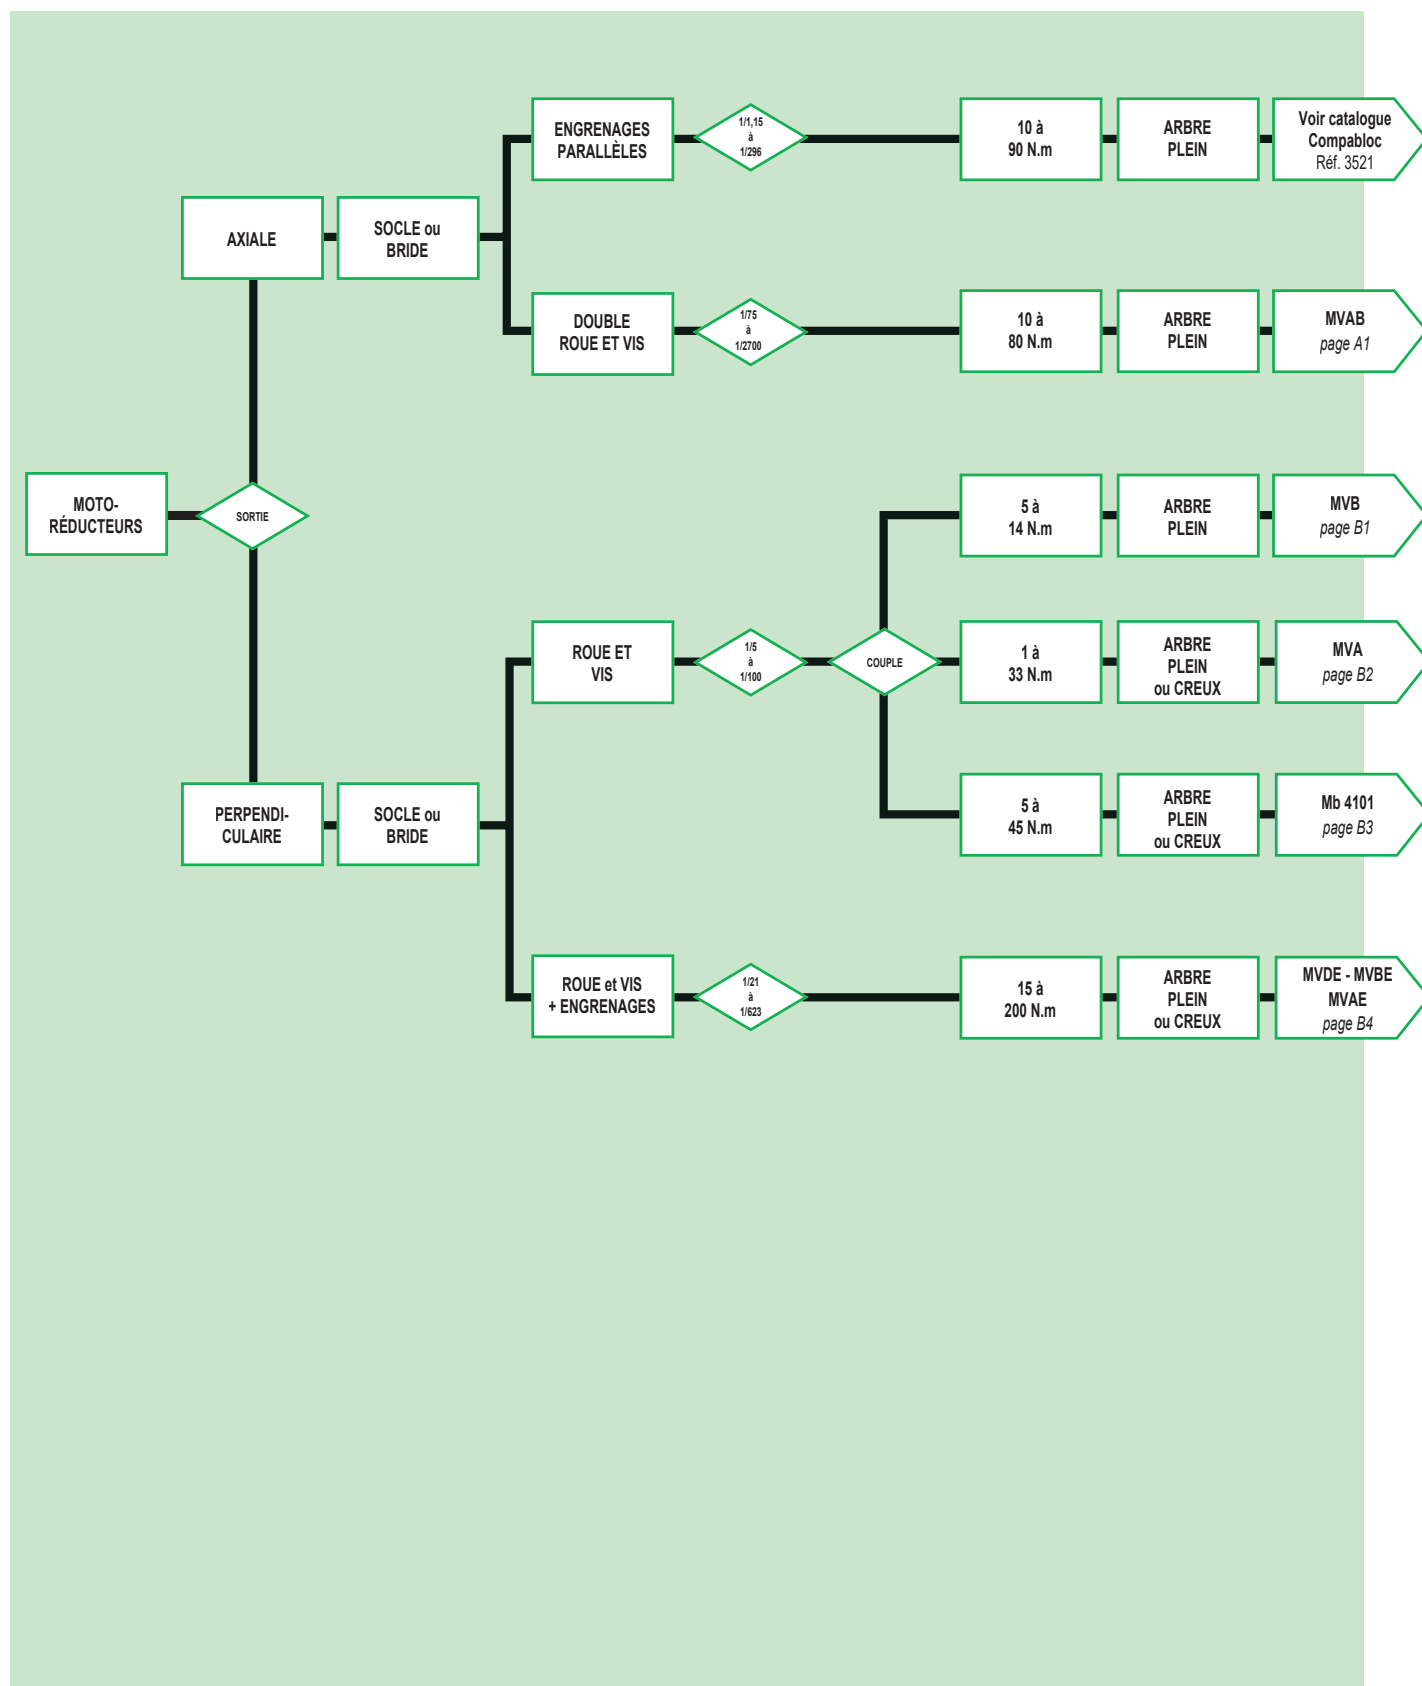 ENGRENAGES
PARALLÈLES
1/1,15
à
1/296
10 à
90 N.m
ARBRE
PLEIN
Voir catalogue
Compabloc
Réf. 3521
AXIALE
SOCLE ou
BRIDE
DOUBLE
ROUE ET VIS
1/75
à
1/2700
10 à
80 N.m
ARBRE
PLEIN
MVAB
page A1
MOTO-
RÉDUCTEURS
SORTIE
5 à
14 N.m
ARBRE
PLEIN
MVB
page B1
ROUE ET
VIS
1/5
à
1/100
COUPLE
1 à
33 N.m
ARBRE
PLEIN
ou CREUX
MVA
page B2
PERPENDI-
CULAIRE
SOCLE ou
BRIDE
5 à
45 N.m
ARBRE
PLEIN
ou CREUX
Mb 4101
page B3
ROUE et VIS
+ ENGRENAGES
1/21
à
1/623
15 à
200 N.m
ARBRE
PLEIN
ou CREUX
MVDE - MVBE
MVAE
page B4